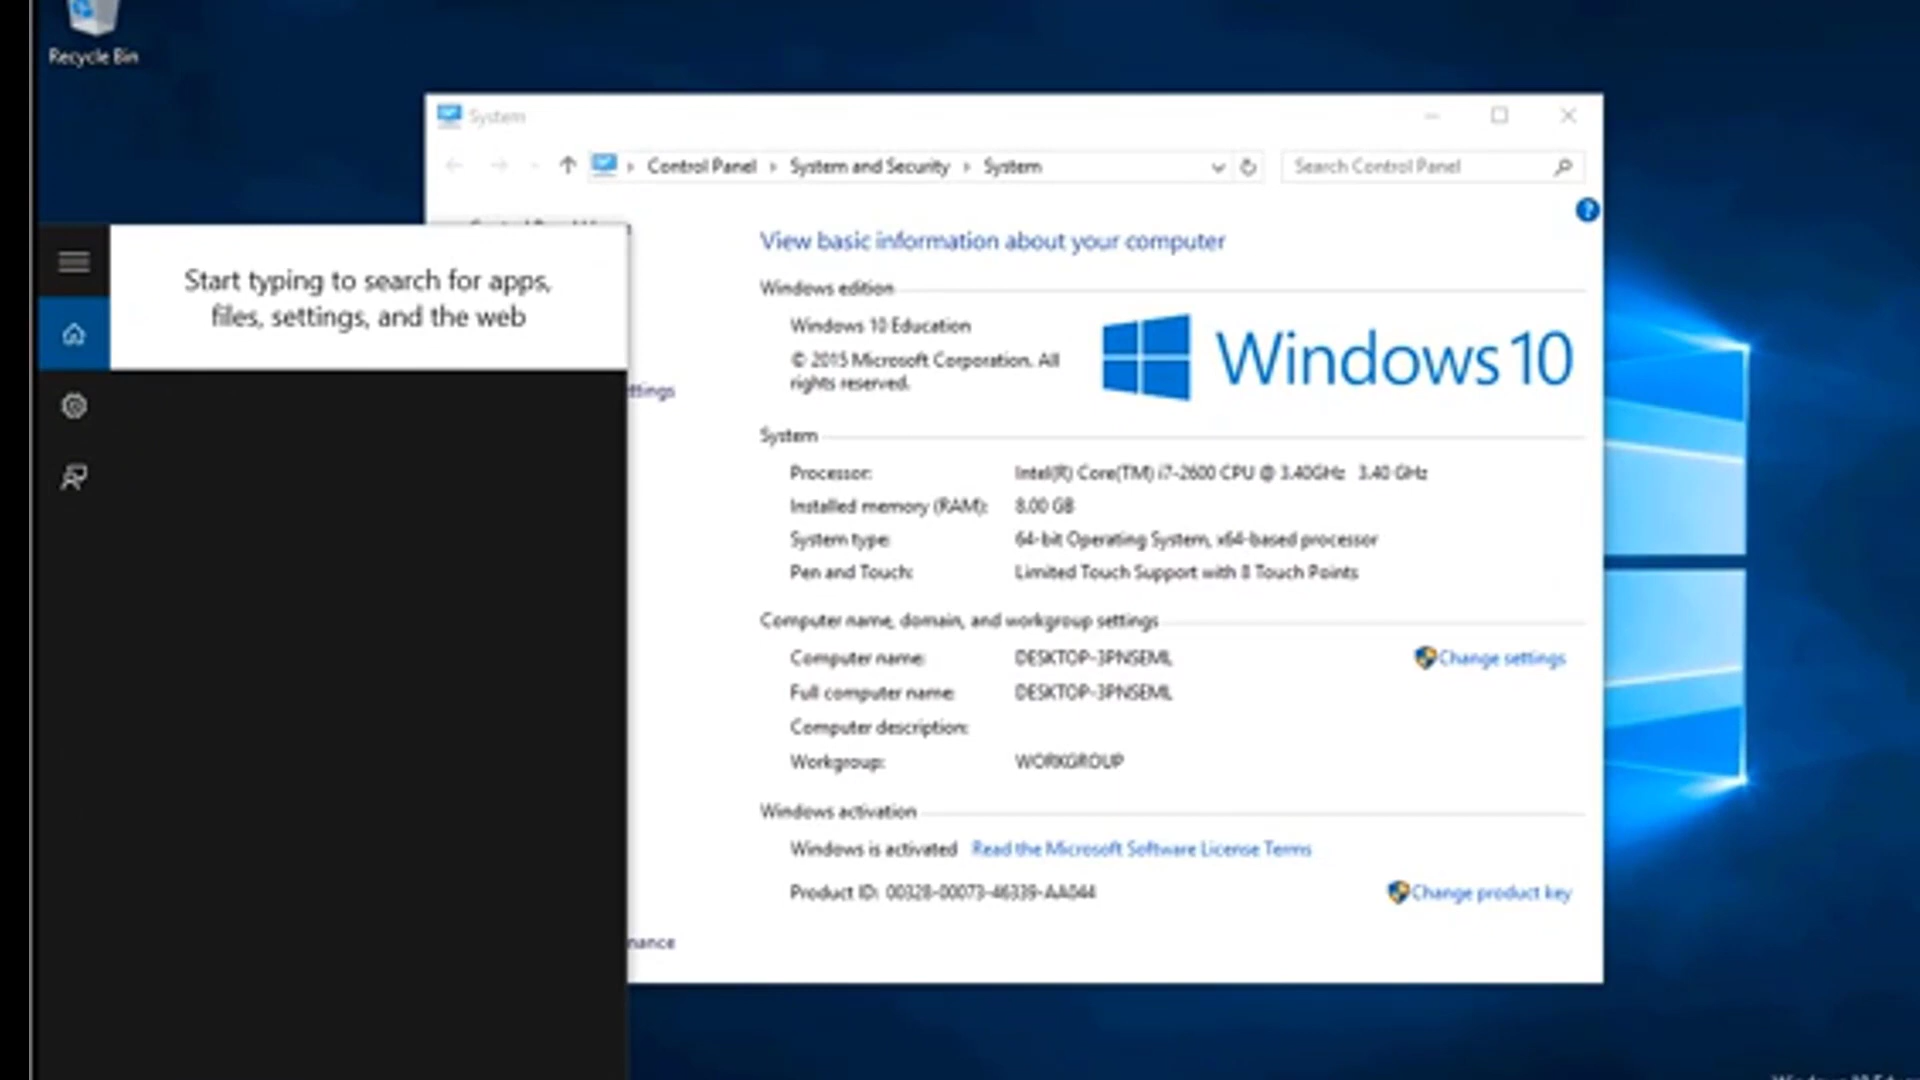 Recycle Bin
System
Control Panel > System and Security > System
Search Control Panel
Start typing to search for apps,
files, settings, and the web
ttings
nance
View basic information about your computer
Windows edition
Windows 10 Education
© 2015 Microsoft Corporation. All
rights reserved.
Windows 10
System
Processor: Intel(R) Core(TM) i7-2600 CPU @ 3.40GHz 3.40 GHz
Installed memory (RAM): 8.00 GB
System type: 64-bit Operating System, x64-based processor
Pen and Touch: Limited Touch Support with 8 Touch Points
Computer name, domain, and workgroup settings
Computer name: DESKTOP-3PNSEML
Change settings
Full computer name: DESKTOP-3PNSEML
Computer description:
Workgroup: WORKGROUP
Windows activation
Windows is activated Read the Microsoft Software License Terms
Product ID: 00328-00073-46339-AA044
Change product key